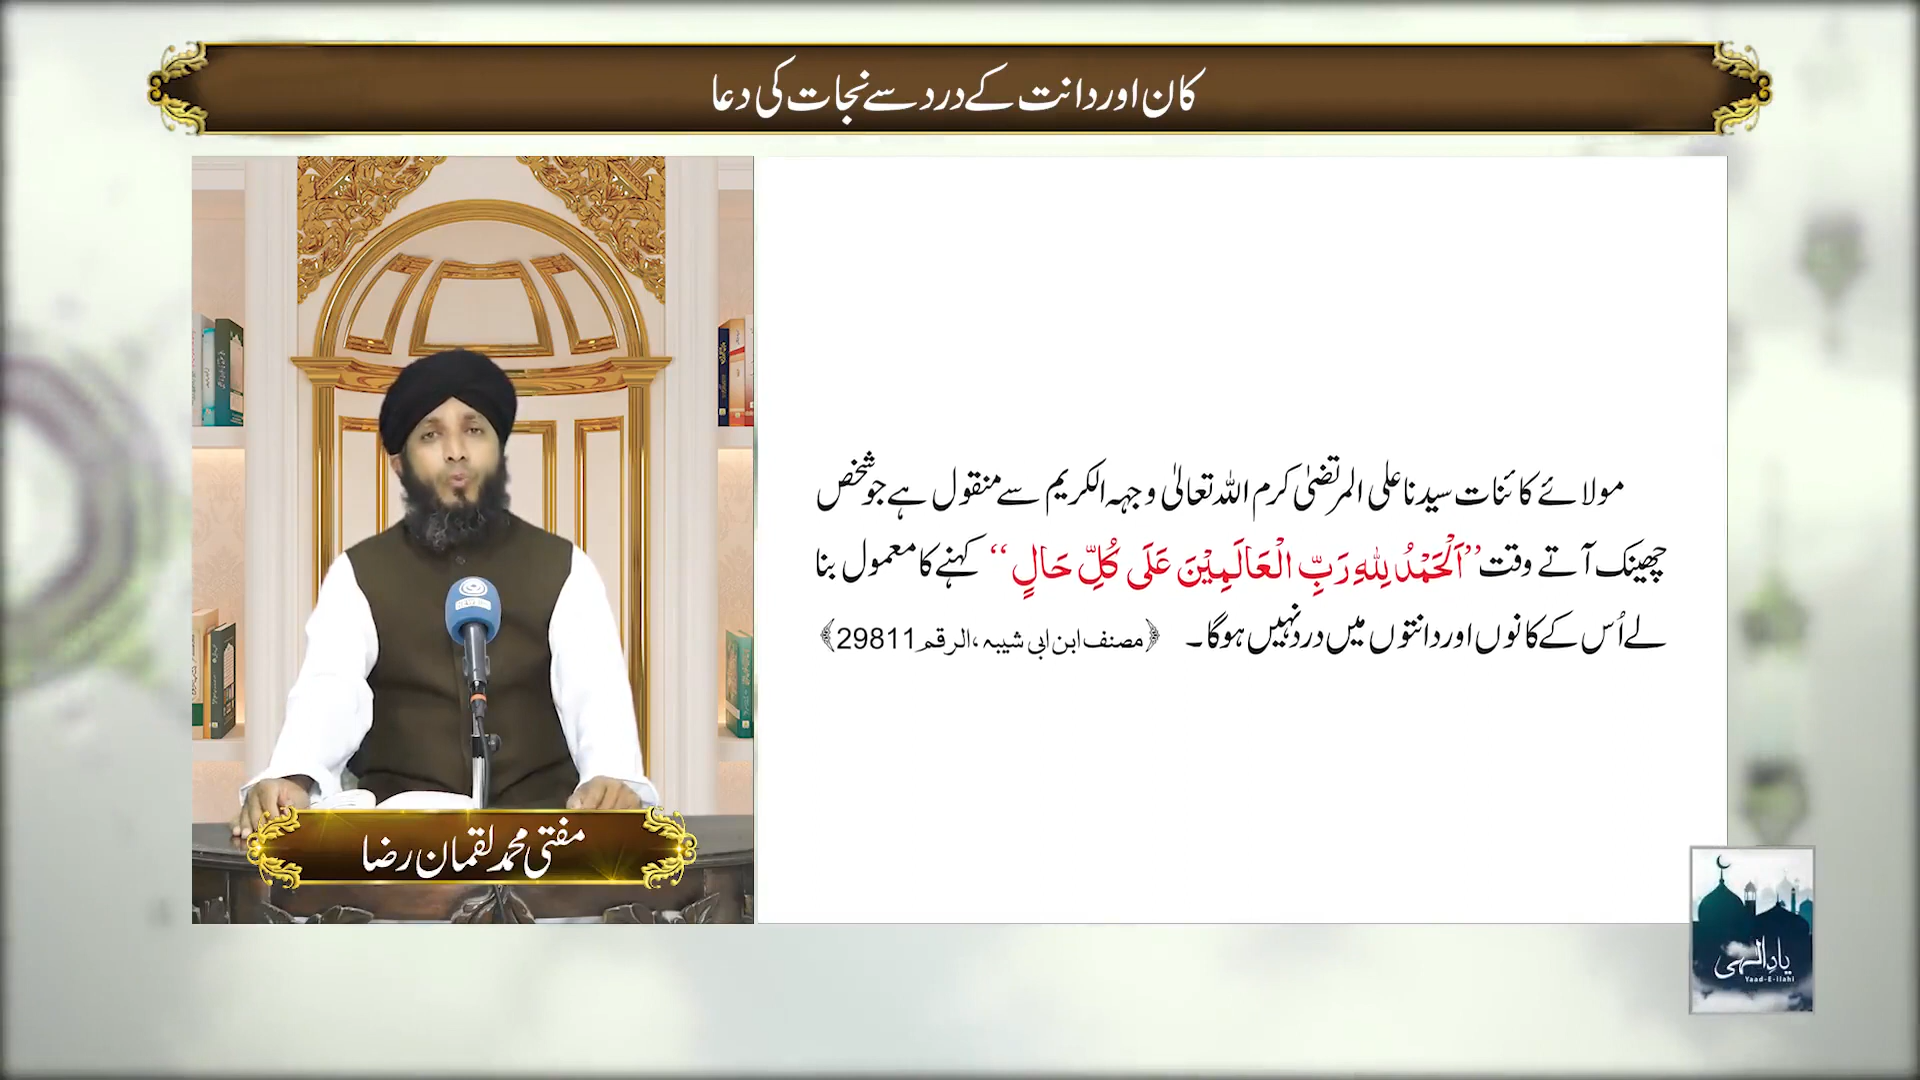 کان اور دانت کے درد سے نجات کی دعا
مولائے کائنات سیدنا علی المرتضیٰ کرم اللہ تعالیٰ وجہہ الکریم سے منقول ہے جو شخص
چھینک آتے وقت ’’اَلْحَمْدُ لِلّٰهِ رَبِّ الْعَالَمِيْنَ عَلَى كُلِّ حَالٍ‘‘ کہنے کا معمول بنا
لے اُس کے کانوں اور دانتوں میں درد نہیں ہوگا۔ ﴿مصنف ابن ابی شیبہ، الرقم 29811﴾
مفتی محمد لقمان رضا
یادِ الٰہی
Yaad-E-ilahi